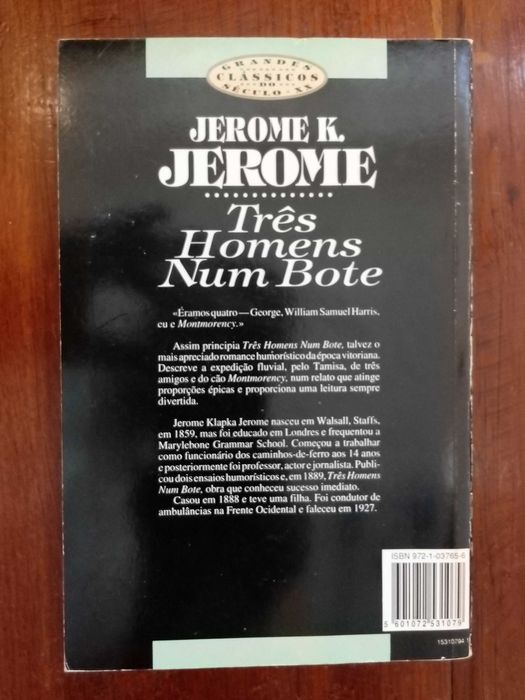 GRANDES
CLÁSSICOS
DO
SÉCULO · XX
JEROME K.
JEROME
Três
Homens
Num Bote
«Éramos quatro — George, William Samuel Harris,
eu e Montmorency.»
Assim principia Três Homens Num Bote, talvez o
mais apreciado romance humorístico da época vitoriana.
Descreve a expedição fluvial, pelo Tamisa, de três
amigos e do cão Montmorency, num relato que atinge
proporções épicas e proporciona uma leitura sempre
divertida.
Jerome Klapka Jerome nasceu em Walsall, Staffs,
em 1859, mas foi educado em Londres e frequentou a
Marylebone Grammar School. Começou a trabalhar
como funcionário dos caminhos-de-ferro aos 14 anos
e posteriormente foi professor, actor e jornalista. Publi-
cou dois ensaios humorísticos e, em 1889, Três Homens
Num Bote, obra que conheceu sucesso imediato.
Casou em 1888 e teve uma filha. Foi condutor de
ambulâncias na Frente Ocidental e faleceu em 1927.
ISBN 972-1-03765-6
5 601072 531079
15310794 1